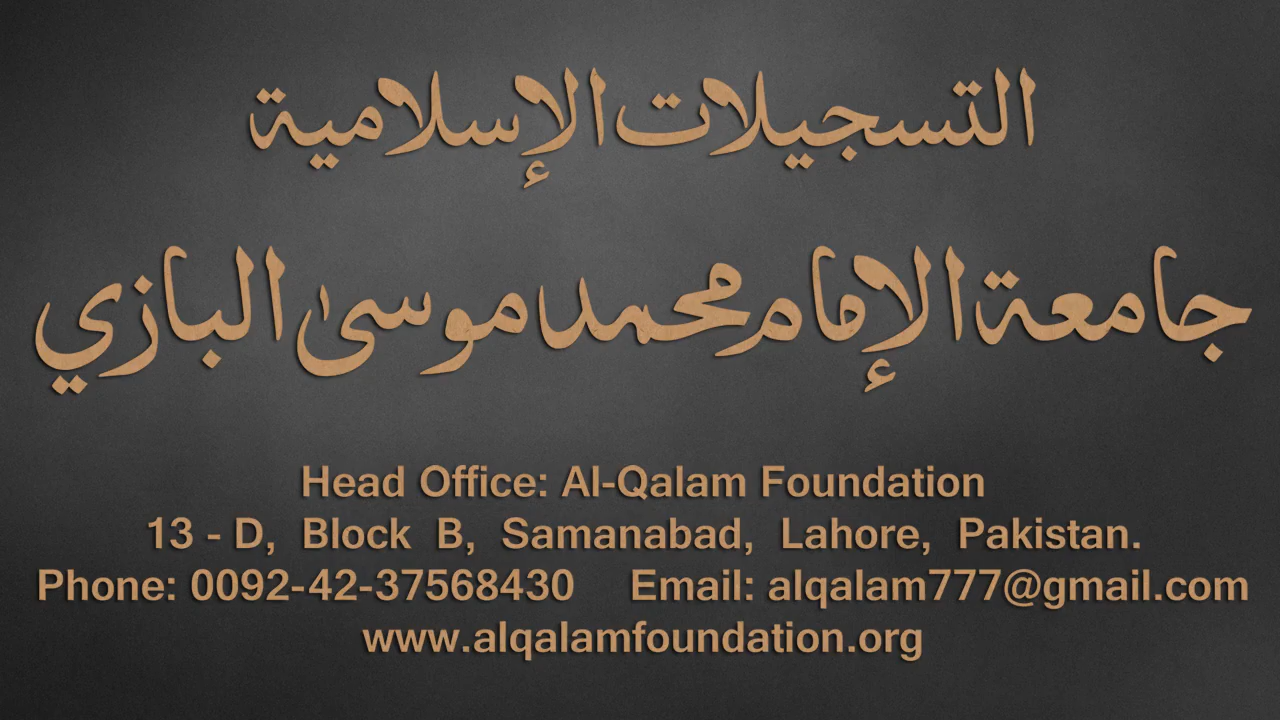 التسجيلات الإسلامية
جامعة الإمام محمد موسىٰ البازي
Head Office: Al-Qalam Foundation
13 - D, Block B, Samanabad, Lahore, Pakistan.
Phone: 0092-42-37568430 Email: alqalam777@gmail.com
www.alqalamfoundation.org